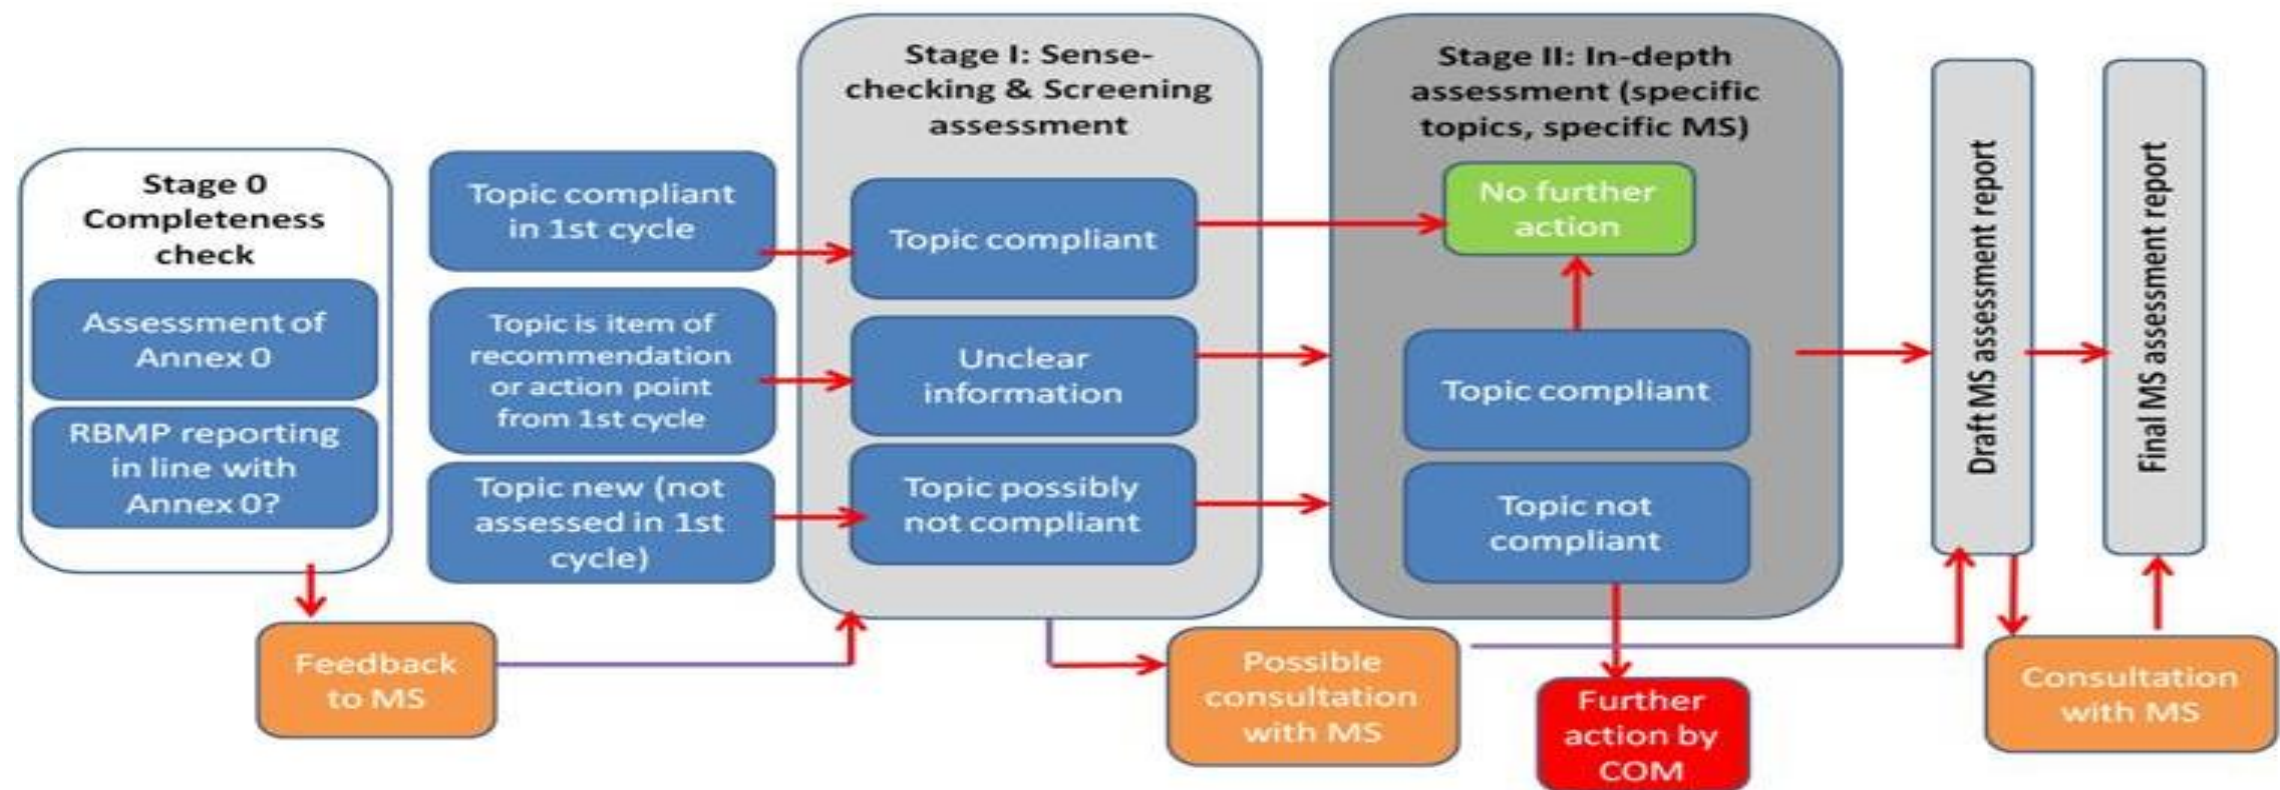 Stage 0
Completeness
check
Assessment of
Annex 0
RBMP reporting
in line with
Annex 0?
Feedback
to MS
Topic compliant
in 1st cycle
Topic is item of
recommendation
or action point
from 1st cycle
Topic new (not
assessed in 1st
cycle)
Stage I: Sense-
checking & Screening
assessment
Topic compliant
Unclear
information
Topic possibly
not compliant
Possible
consultation
with MS
Stage II: In-depth
assessment (specific
topics, specific MS)
No further
action
Topic compliant
Topic not
compliant
Further
action by
COM
Draft MS assessment report
Final MS assessment report
Consultation
with MS